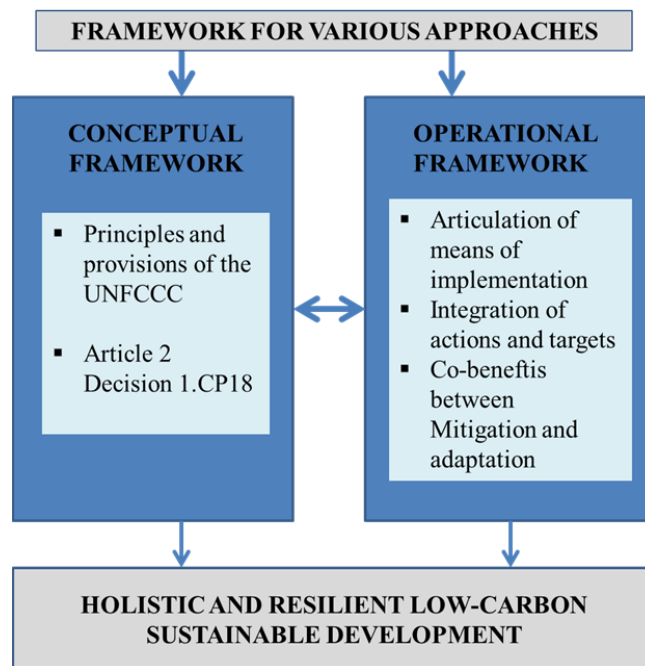 FRAMEWORK FOR VARIOUS APPROACHES
CONCEPTUAL
FRAMEWORK
▪ Principles and
provisions of the
UNFCCC
▪ Article 2
Decision 1.CP18
OPERATIONAL
FRAMEWORK
▪ Articulation of
means of
implementation
▪ Integration of
actions and targets
▪ Co-beneftis
between
Mitigation and
adaptation
HOLISTIC AND RESILIENT LOW-CARBON
SUSTAINABLE DEVELOPMENT